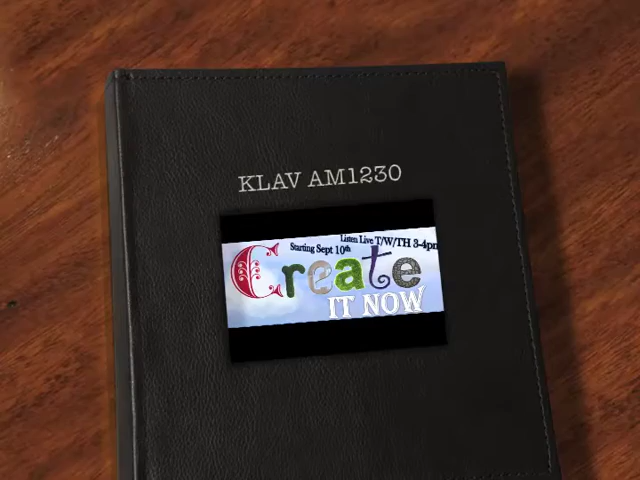 KLAV AM1230
Listen Live T/W/TH 3-4pm
Starting Sept 10th
Create
IT NOW